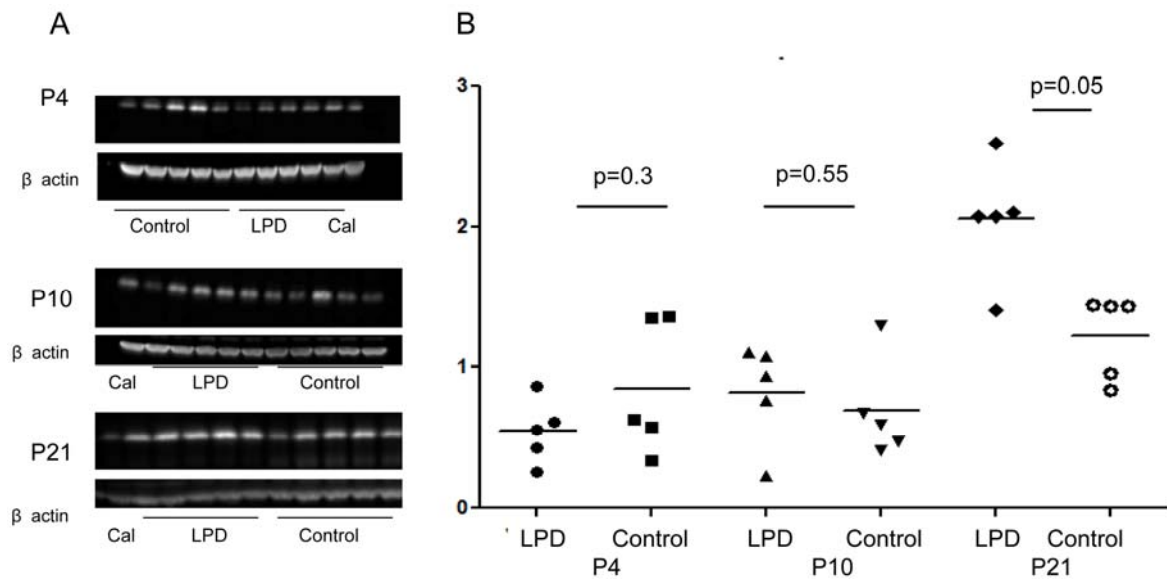 A
P4
β actin
Control LPD Cal
P10
β actin
Cal LPD Control
P21
β actin
Cal LPD Control
B
3
2
1
0
p=0.3
p=0.55
p=0.05
LPD Control LPD Control LPD Control
P4 P10 P21